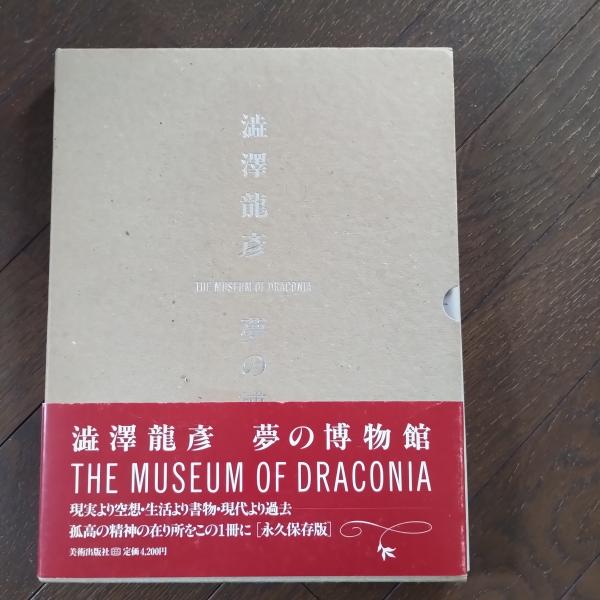 澁澤龍彥
THE MUSEUM OF DRACONIA
夢の
澁澤龍彥 夢の博物館
THE MUSEUM OF DRACONIA
現実より空想・生活より書物・現代より過去
孤高の精神の在り所をこの1冊に［永久保存版］
美術出版社 定価4,200円